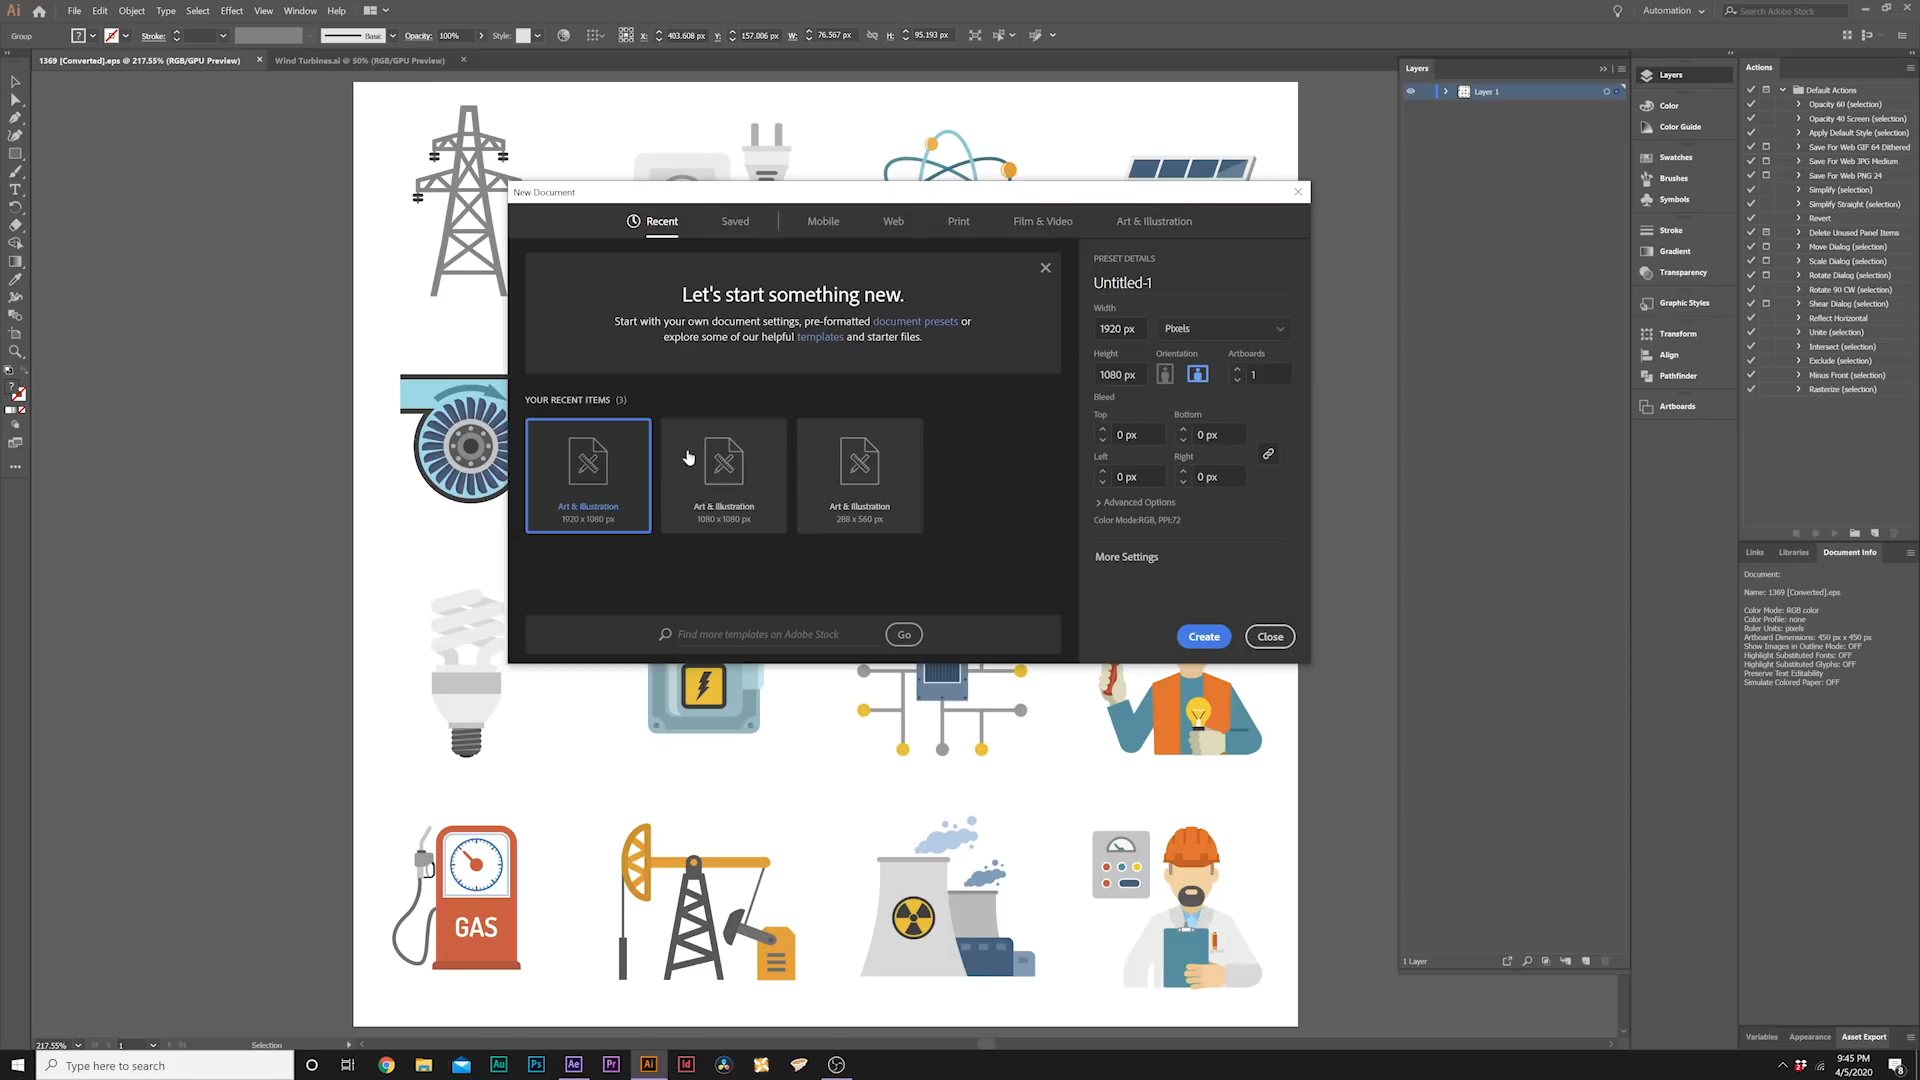 Ai File Edit Object Type Select Effect View Window Help Automation Search Adobe Stock
Group ? Stroke: Basic Opacity: 100% Style: X: 403.608 px Y: 157.006 px W: 76.567 px H: 95.193 px
1369 [Converted].eps @ 217.55% (RGB/GPU Preview) × Wind Turbines.ai @ 50% (RGB/GPU Preview) ×
New Document
Recent Saved Mobile Web Print Film & Video Art & Illustration
Let's start something new.
Start with your own document settings, pre-formatted document presets or
explore some of our helpful templates and starter files.
YOUR RECENT ITEMS (3)
Art & Illustration
1920 x 1080 px
Art & Illustration
1080 x 1080 px
Art & Illustration
288 x 560 px
Find more templates on Adobe Stock Go
PRESET DETAILS
Untitled-1
Width
1920 px Pixels
Height Orientation Artboards
1080 px 1
Bleed
Top Bottom
0 px 0 px
Left Right
0 px 0 px
Advanced Options
Color Mode:RGB, PPI:72
More Settings
Create Close
GAS
Layers
Layer 1
1 Layer
Layers
Color
Color Guide
Swatches
Brushes
Symbols
Stroke
Gradient
Transparency
Graphic Styles
Transform
Align
Pathfinder
Artboards
Actions
Default Actions
Opacity 60 (selection)
Opacity 40 Screen (selection)
Apply Default Style (selection)
Save For Web GIF 64 Dithered
Save For Web JPG Medium
Save For Web PNG 24
Simplify (selection)
Simplify Straight (selection)
Revert
Delete Unused Panel Items
Move Dialog (selection)
Scale Dialog (selection)
Rotate Dialog (selection)
Rotate 90 CW (selection)
Shear Dialog (selection)
Reflect Horizontal
Unite (selection)
Intersect (selection)
Exclude (selection)
Minus Front (selection)
Rasterize (selection)
Links Libraries Document Info
Document:
Name: 1369 [Converted].eps
Color Mode: RGB color
Color Profile: none
Ruler Units: pixels
Artboard Dimensions: 450 px x 450 px
Show Images in Outline Mode: OFF
Highlight Substituted Fonts: OFF
Highlight Substituted Glyphs: OFF
Preserve Text Editability
Simulate Colored Paper: OFF
Variables Appearance Asset Export
217.55% 1 Selection
Type here to search Au Ps Ae Pr Ai Id
9:45 PM
4/5/2020
8